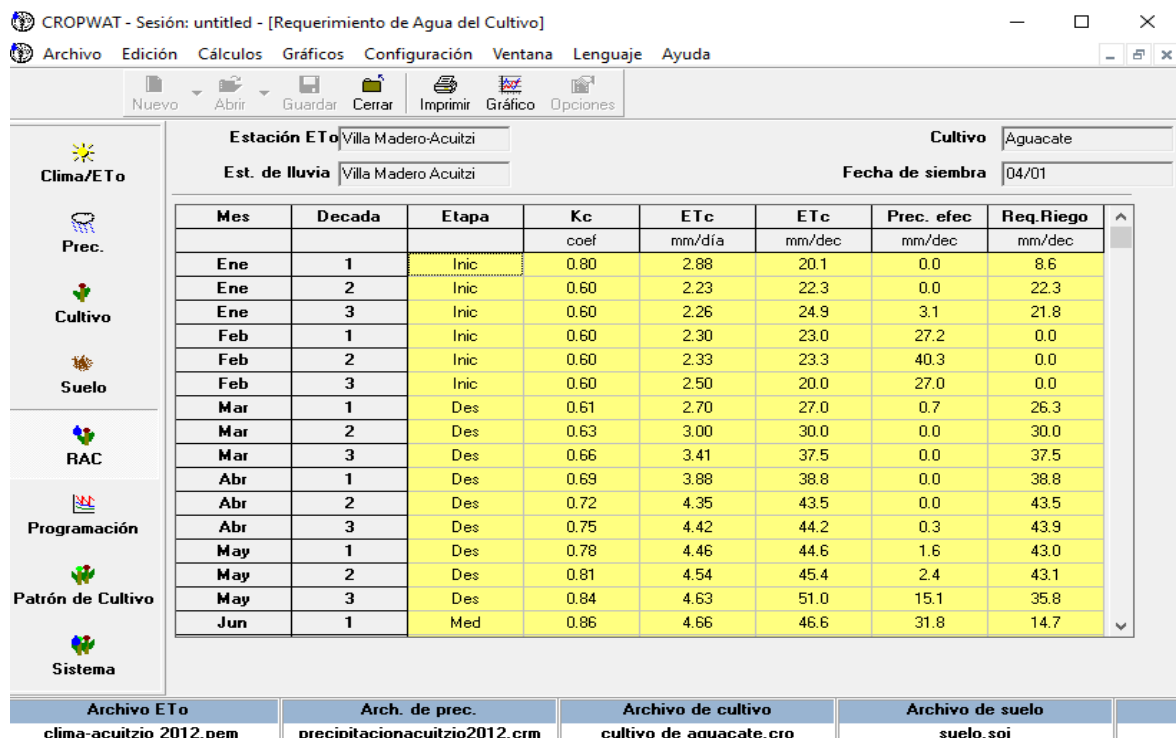 CROPWAT - Sesión: untitled - [Requerimiento de Agua del Cultivo]
Archivo Edición Cálculos Gráficos Configuración Ventana Lenguaje Ayuda
Nuevo Abrir Guardar Cerrar Imprimir Gráfico Opciones
Estación ETo Villa Madero-Acuitzi Cultivo Aguacate
Est. de lluvia Villa Madero Acuitzi Fecha de siembra 04/01
Clima/ETo
Prec.
Cultivo
Suelo
RAC
Programación
Patrón de Cultivo
Sistema
Mes Decada Etapa Kc ETc ETc Prec. efec Req.Riego
coef mm/día mm/dec mm/dec mm/dec
Ene 1 Inic 0.80 2.88 20.1 0.0 8.6
Ene 2 Inic 0.60 2.23 22.3 0.0 22.3
Ene 3 Inic 0.60 2.26 24.9 3.1 21.8
Feb 1 Inic 0.60 2.30 23.0 27.2 0.0
Feb 2 Inic 0.60 2.33 23.3 40.3 0.0
Feb 3 Inic 0.60 2.50 20.0 27.0 0.0
Mar 1 Des 0.61 2.70 27.0 0.7 26.3
Mar 2 Des 0.63 3.00 30.0 0.0 30.0
Mar 3 Des 0.66 3.41 37.5 0.0 37.5
Abr 1 Des 0.69 3.88 38.8 0.0 38.8
Abr 2 Des 0.72 4.35 43.5 0.0 43.5
Abr 3 Des 0.75 4.42 44.2 0.3 43.9
May 1 Des 0.78 4.46 44.6 1.6 43.0
May 2 Des 0.81 4.54 45.4 2.4 43.1
May 3 Des 0.84 4.63 51.0 15.1 35.8
Jun 1 Med 0.86 4.66 46.6 31.8 14.7
Archivo ETo Arch. de prec. Archivo de cultivo Archivo de suelo
clima-acuitzio 2012.pem precipitacionacuitzio2012.crm cultivo de aguacate.cro suelo.soi